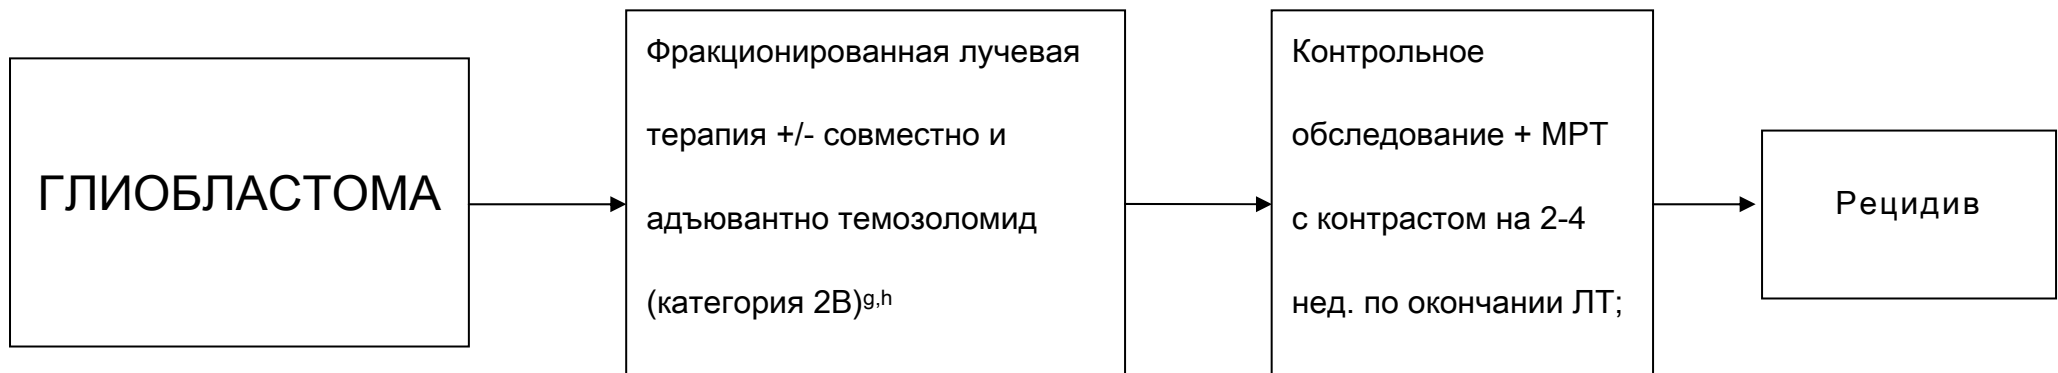 ГЛИОБЛАСТОМА
Фракционированная лучевая
терапия +/- совместно и
адъювантно темозоломид
(категория 2В)g,h
Контрольное
обследование + МРТ
с контрастом на 2-4
нед. по окончании ЛТ;
Рецидив